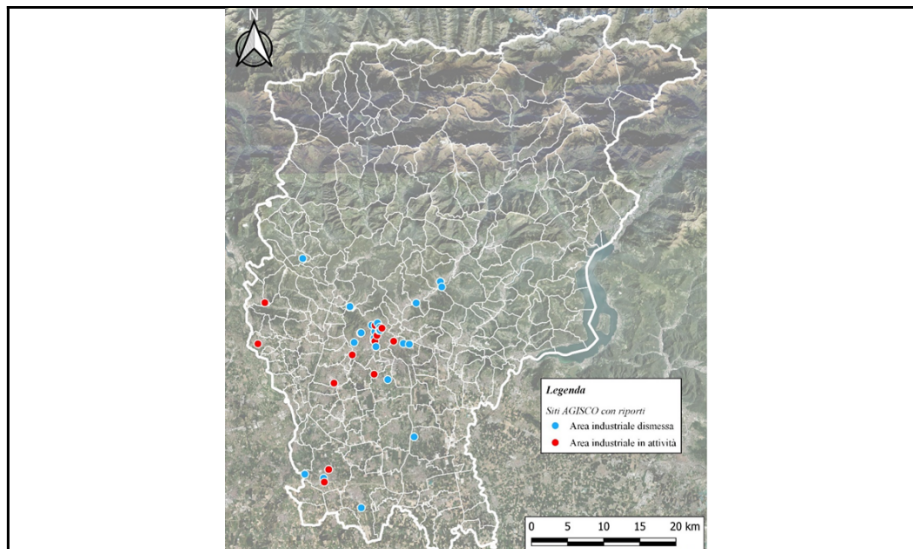 N
Legenda
Siti AGISCO con riporti
Area industriale dismessa
Area industriale in attività
0 5 10 15 20 km